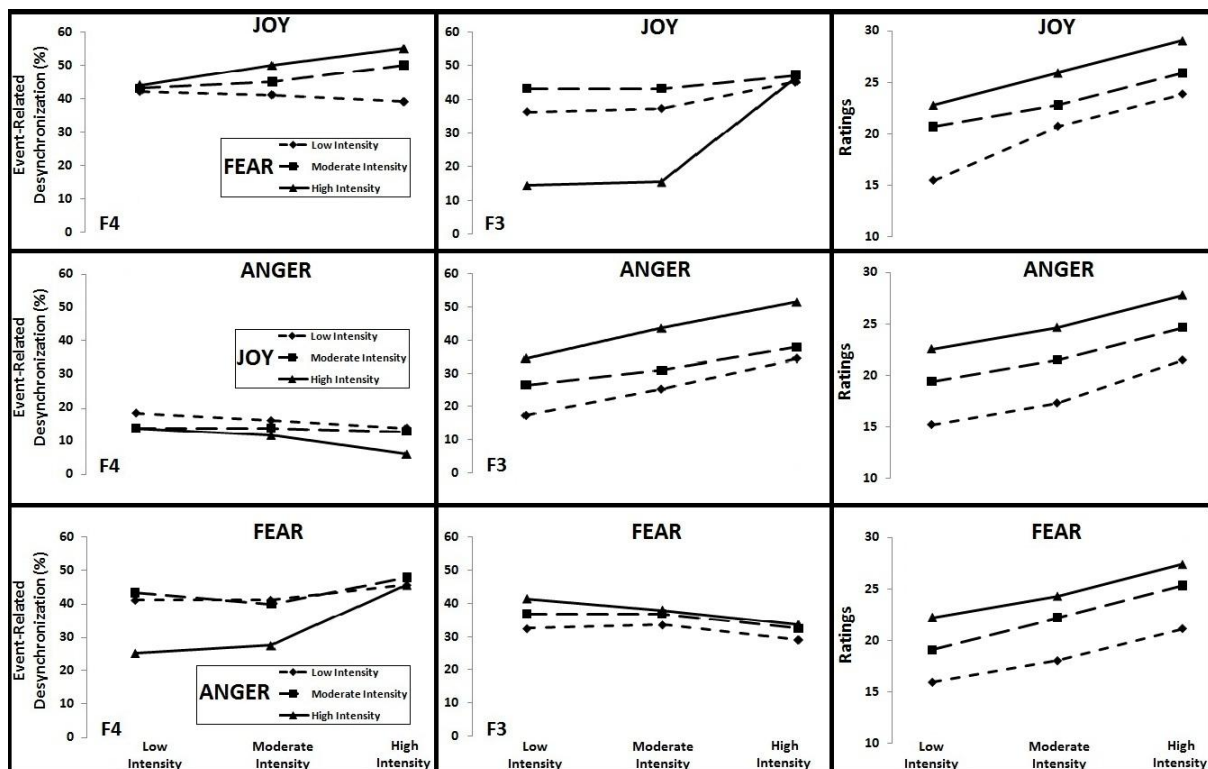 JOY
Event-Related
Desynchronization (%)
60
50
40
30
20
10
0
FEAR
Low Intensity
Moderate Intensity
High Intensity
F4
JOY
60
50
40
30
20
10
0
F3
JOY
Ratings
30
25
20
15
10
ANGER
Event-Related
Desynchronization (%)
60
50
40
30
20
10
0
JOY
Low Intensity
Moderate Intensity
High Intensity
F4
ANGER
60
50
40
30
20
10
0
F3
ANGER
Ratings
30
25
20
15
10
FEAR
Event-Related
Desynchronization (%)
60
50
40
30
20
10
0
ANGER
Low Intensity
Moderate Intensity
High Intensity
F4
Low
Intensity
Moderate
Intensity
High
Intensity
FEAR
60
50
40
30
20
10
0
F3
Low
Intensity
Moderate
Intensity
High
Intensity
FEAR
Ratings
30
25
20
15
10
Low
Intensity
Moderate
Intensity
High
Intensity